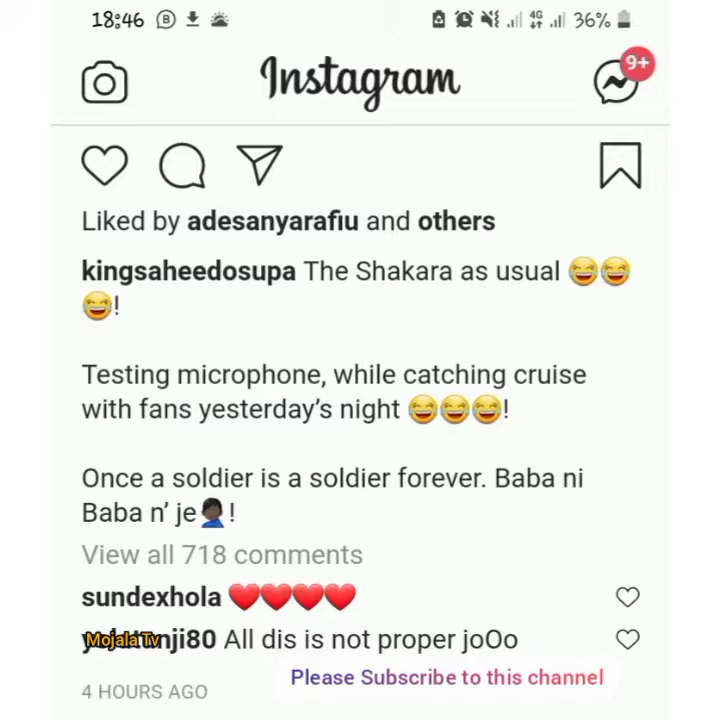 18:46 4G 36%
Instagram 9+
Liked by adesanyarafiu and others
kingsaheedosupa The Shakara as usual 😂😂
😂!
Testing microphone, while catching cruise
with fans yesterday's night 😂😂😂!
Once a soldier is a soldier forever. Baba ni
Baba n' je🤦🏿‍♂️!
View all 718 comments
sundexhola ❤️❤️❤️❤️
All dis is not proper joOo
Mojala Tv
Please Subscribe to this channel
4 HOURS AGO